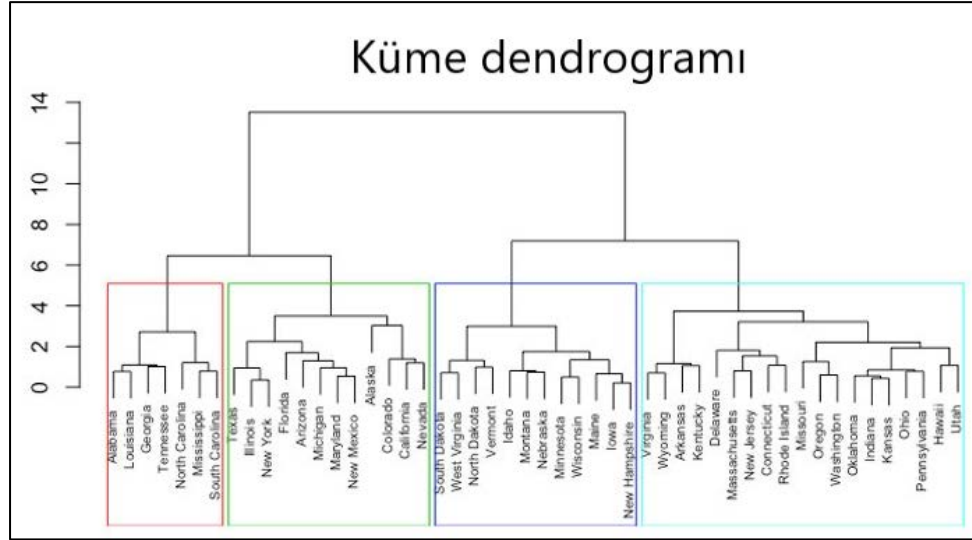 Küme dendrogramı
14
10
8
6
4
2
0
Alabama
Louisiana
Georgia
Tennessee
North Carolina
Mississippi
South Carolina
Texas
Illinois
New York
Florida
Arizona
Michigan
Maryland
New Mexico
Alaska
Colorado
California
Nevada
South Dakota
West Virginia
North Dakota
Vermont
Idaho
Montana
Nebraska
Minnesota
Wisconsin
Maine
Iowa
New Hampshire
Virginia
Wyoming
Arkansas
Kentucky
Delaware
Massachusetts
New Jersey
Connecticut
Rhode Island
Missouri
Oregon
Washington
Oklahoma
Indiana
Kansas
Ohio
Pennsylvania
Hawaii
Utah